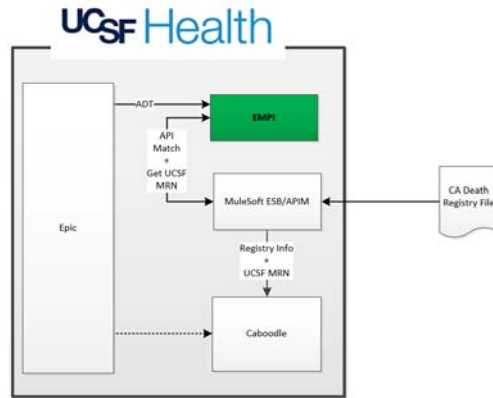 UCSF Health
ADT
EMPI
API
Match
+
Get UCSF
MRN
MuleSoft ESB/APIM
CA Death
Registry File
Epic
Registry Info
+
UCSF MRN
Caboodle